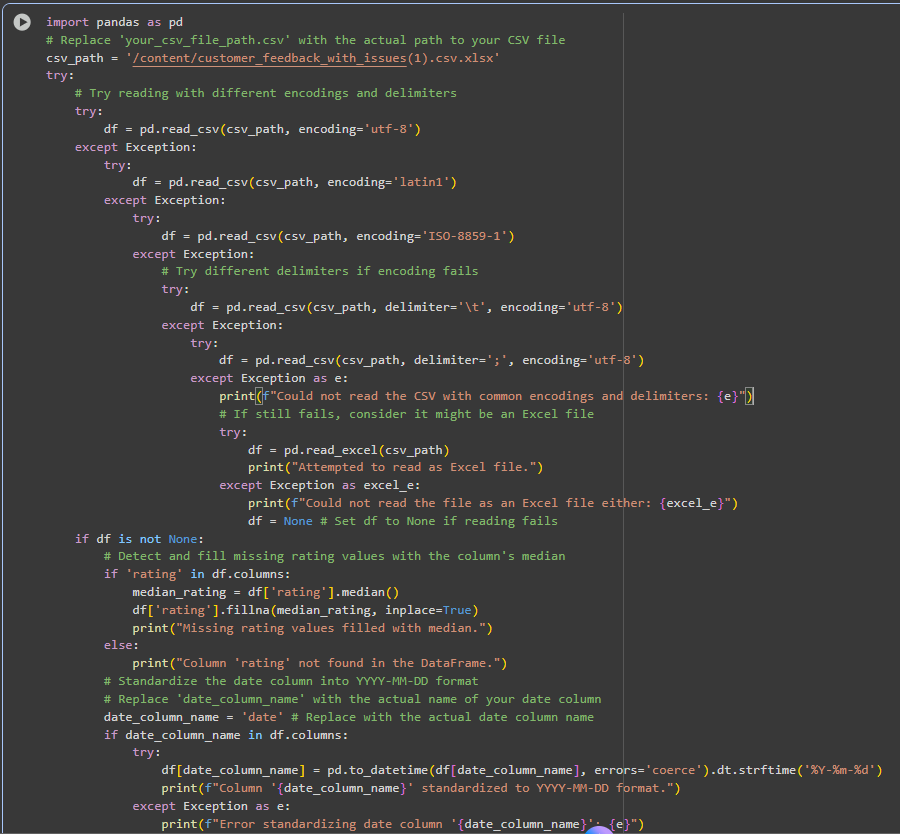 import pandas as pd
# Replace 'your_csv_file_path.csv' with the actual path to your CSV file
csv_path = '/content/customer_feedback_with_issues(1).csv.xlsx'
try:
    # Try reading with different encodings and delimiters
    try:
        df = pd.read_csv(csv_path, encoding='utf-8')
    except Exception:
        try:
            df = pd.read_csv(csv_path, encoding='latin1')
        except Exception:
            try:
                df = pd.read_csv(csv_path, encoding='ISO-8859-1')
            except Exception:
                # Try different delimiters if encoding fails
                try:
                    df = pd.read_csv(csv_path, delimiter='\t', encoding='utf-8')
                except Exception:
                    try:
                        df = pd.read_csv(csv_path, delimiter=';', encoding='utf-8')
                    except Exception as e:
                        print(f"Could not read the CSV with common encodings and delimiters: {e}")
                        # If still fails, consider it might be an Excel file
                        try:
                            df = pd.read_excel(csv_path)
                            print("Attempted to read as Excel file.")
                        except Exception as excel_e:
                            print(f"Could not read the file as an Excel file either: {excel_e}")
                            df = None # Set df to None if reading fails
    if df is not None:
        # Detect and fill missing rating values with the column's median
        if 'rating' in df.columns:
            median_rating = df['rating'].median()
            df['rating'].fillna(median_rating, inplace=True)
            print("Missing rating values filled with median.")
        else:
            print("Column 'rating' not found in the DataFrame.")
        # Standardize the date column into YYYY-MM-DD format
        # Replace 'date_column_name' with the actual name of your date column
        date_column_name = 'date' # Replace with the actual date column name
        if date_column_name in df.columns:
            try:
                df[date_column_name] = pd.to_datetime(df[date_column_name], errors='coerce').dt.strftime('%Y-%m-%d')
                print(f"Column '{date_column_name}' standardized to YYYY-MM-DD format.")
            except Exception as e:
                print(f"Error standardizing date column '{date_column_name}': {e}")